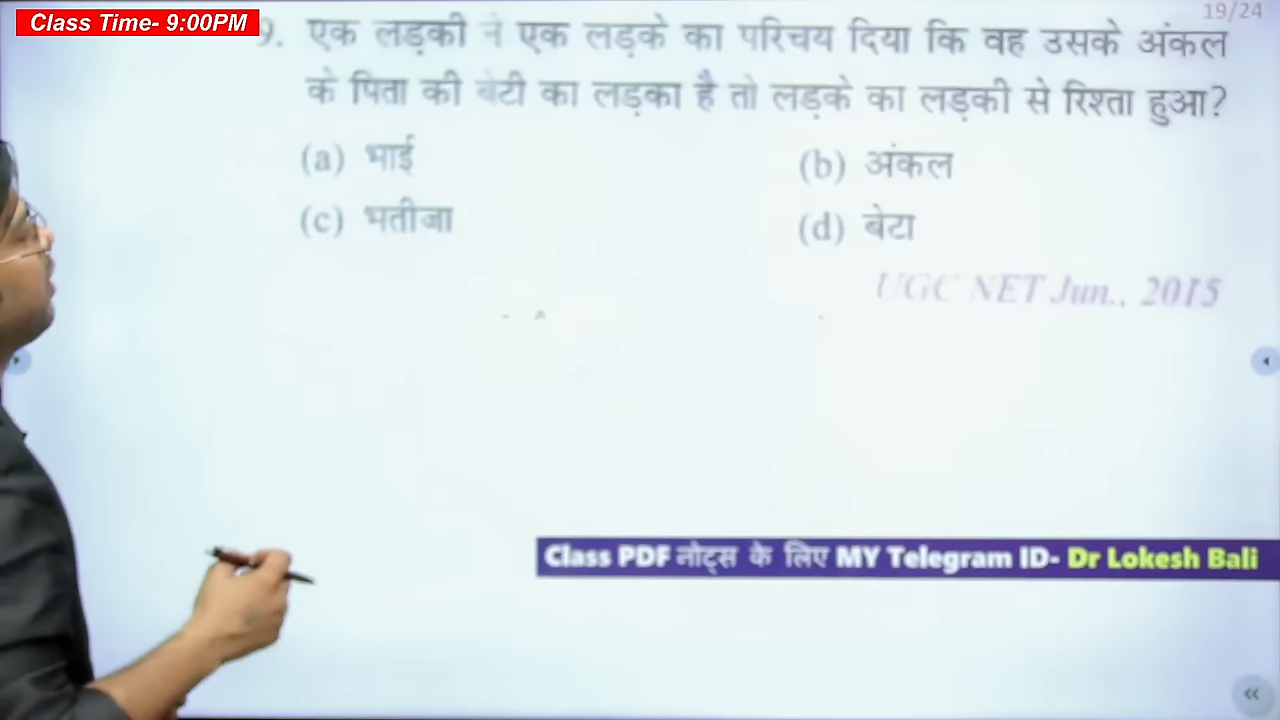 Class Time- 9:00PM
19/24
9. एक लड़की ने एक लड़के का परिचय दिया कि वह उसके अंकल
के पिता की बेटी का लड़का है तो लड़के का लड़की से रिश्ता हुआ?
(a) भाई
(b) अंकल
(c) भतीजा
(d) बेटा
UGC NET Jun., 2015
Class PDF नोट्स के लिए MY Telegram ID- Dr Lokesh Bali